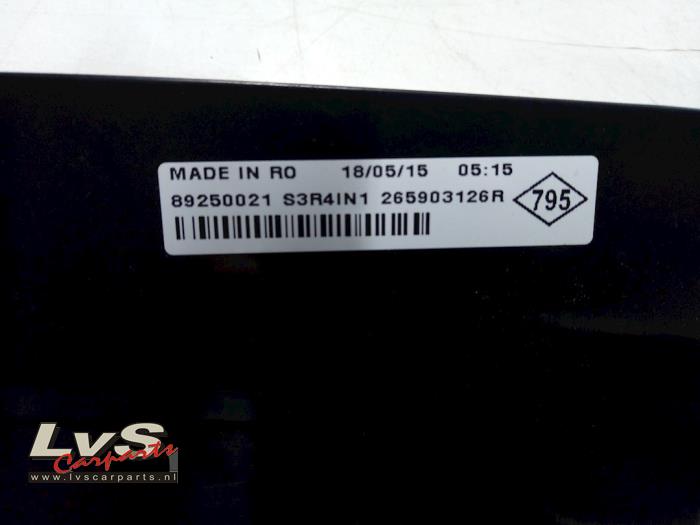 MADE IN RO 18/05/15 05:15
89250021 S3R4IN1 265903126R
795
LvS
Carparts
www.lvscarparts.nl